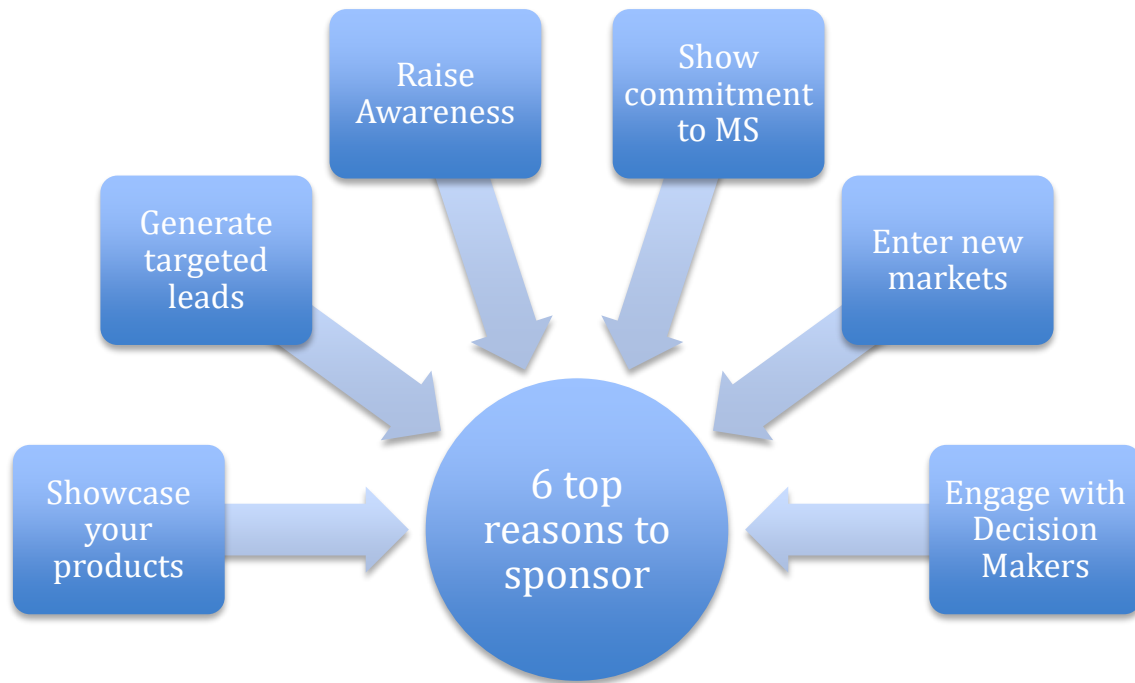 Raise
Awareness
Show
commitment
to MS
Generate
targeted
leads
Enter new
markets
Showcase
your
products
6 top
reasons to
sponsor
Engage with
Decision
Makers